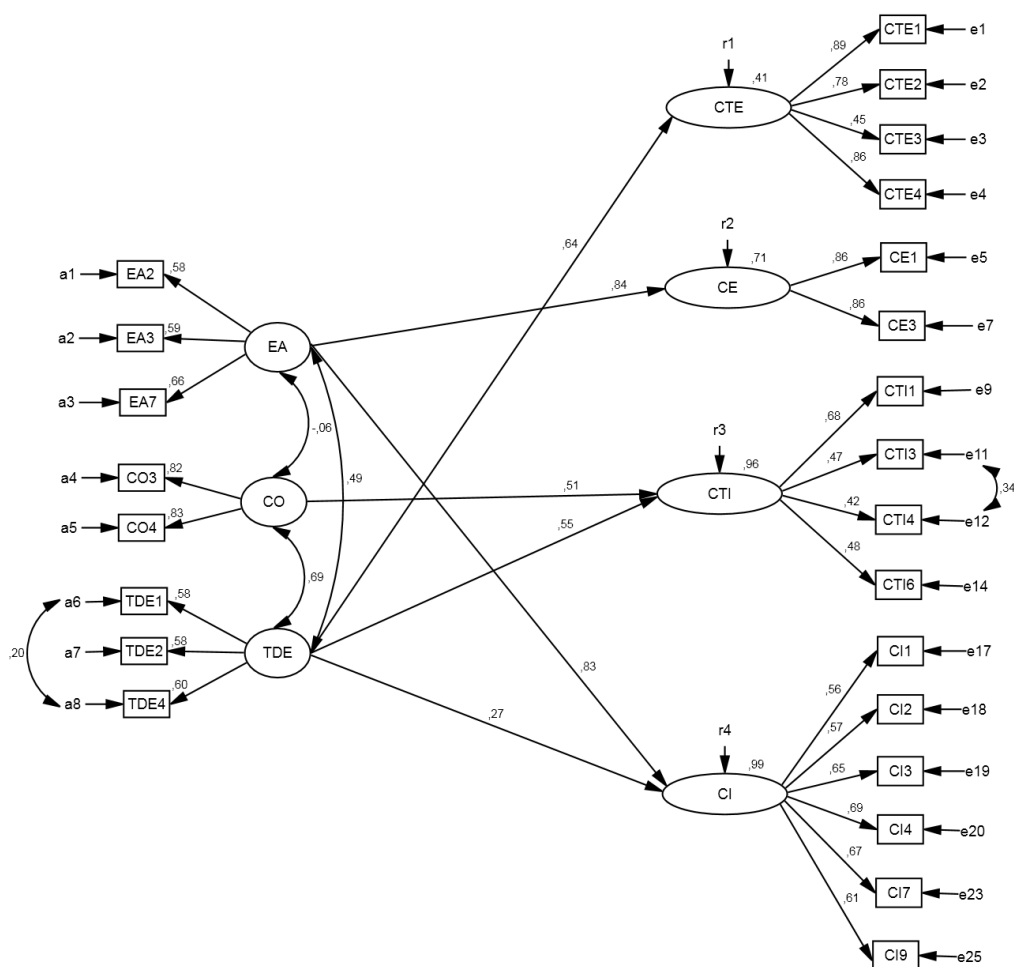 r1
,41
CTE
,89
CTE1
e1
,78
CTE2
e2
,45
CTE3
e3
,86
CTE4
e4
,64
r2
,71
CE
,84
,86
CE1
e5
,86
CE3
e7
a1
EA2
,58
a2
EA3
,59
a3
EA7
,66
EA
-,06
,49
a4
CO3
,82
a5
CO4
,83
CO
,69
,51
,55
r3
,96
CTI
,68
CTI1
e9
,47
CTI3
e11
,42
CTI4
e12
,34
,48
CTI6
e14
a6
TDE1
,58
a7
TDE2
,58
a8
TDE4
,60
,20
TDE
,83
,27
r4
,99
CI
,56
CI1
e17
,57
CI2
e18
,65
CI3
e19
,69
CI4
e20
,67
CI7
e23
,61
CI9
e25